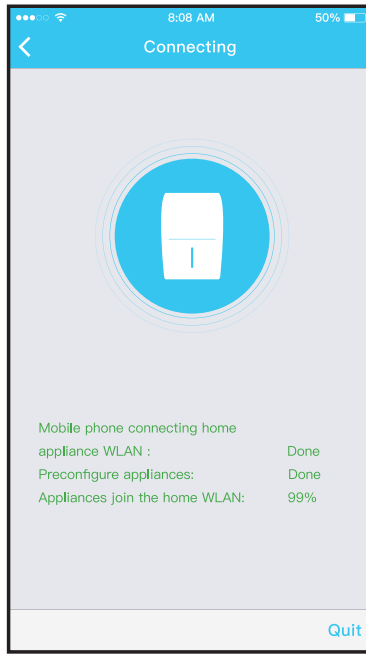 8:08 AM 50%
Connecting
Mobile phone connecting home
appliance WLAN : Done
Preconfigure appliances: Done
Appliances join the home WLAN: 99%
Quit